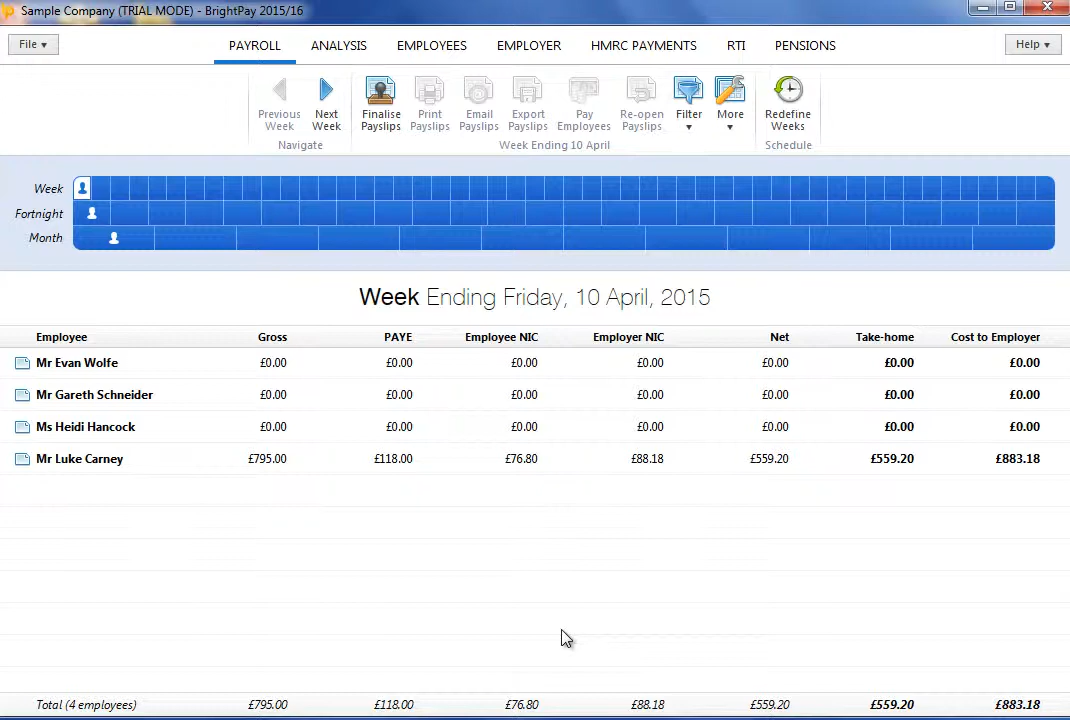 Sample Company (TRIAL MODE) - BrightPay 2015/16
File
PAYROLL ANALYSIS EMPLOYEES EMPLOYER HMRC PAYMENTS RTI PENSIONS
Help
Previous Week
Next Week
Navigate
Finalise Payslips
Print Payslips
Email Payslips
Export Payslips
Pay Employees
Re-open Payslips
Filter
More
Week Ending 10 April
Redefine Weeks
Schedule
Week
Fortnight
Month
Week Ending Friday, 10 April, 2015
Employee Gross PAYE Employee NIC Employer NIC Net Take-home Cost to Employer
Mr Evan Wolfe £0.00 £0.00 £0.00 £0.00 £0.00 £0.00 £0.00
Mr Gareth Schneider £0.00 £0.00 £0.00 £0.00 £0.00 £0.00 £0.00
Ms Heidi Hancock £0.00 £0.00 £0.00 £0.00 £0.00 £0.00 £0.00
Mr Luke Carney £795.00 £118.00 £76.80 £88.18 £559.20 £559.20 £883.18
Total (4 employees) £795.00 £118.00 £76.80 £88.18 £559.20 £559.20 £883.18